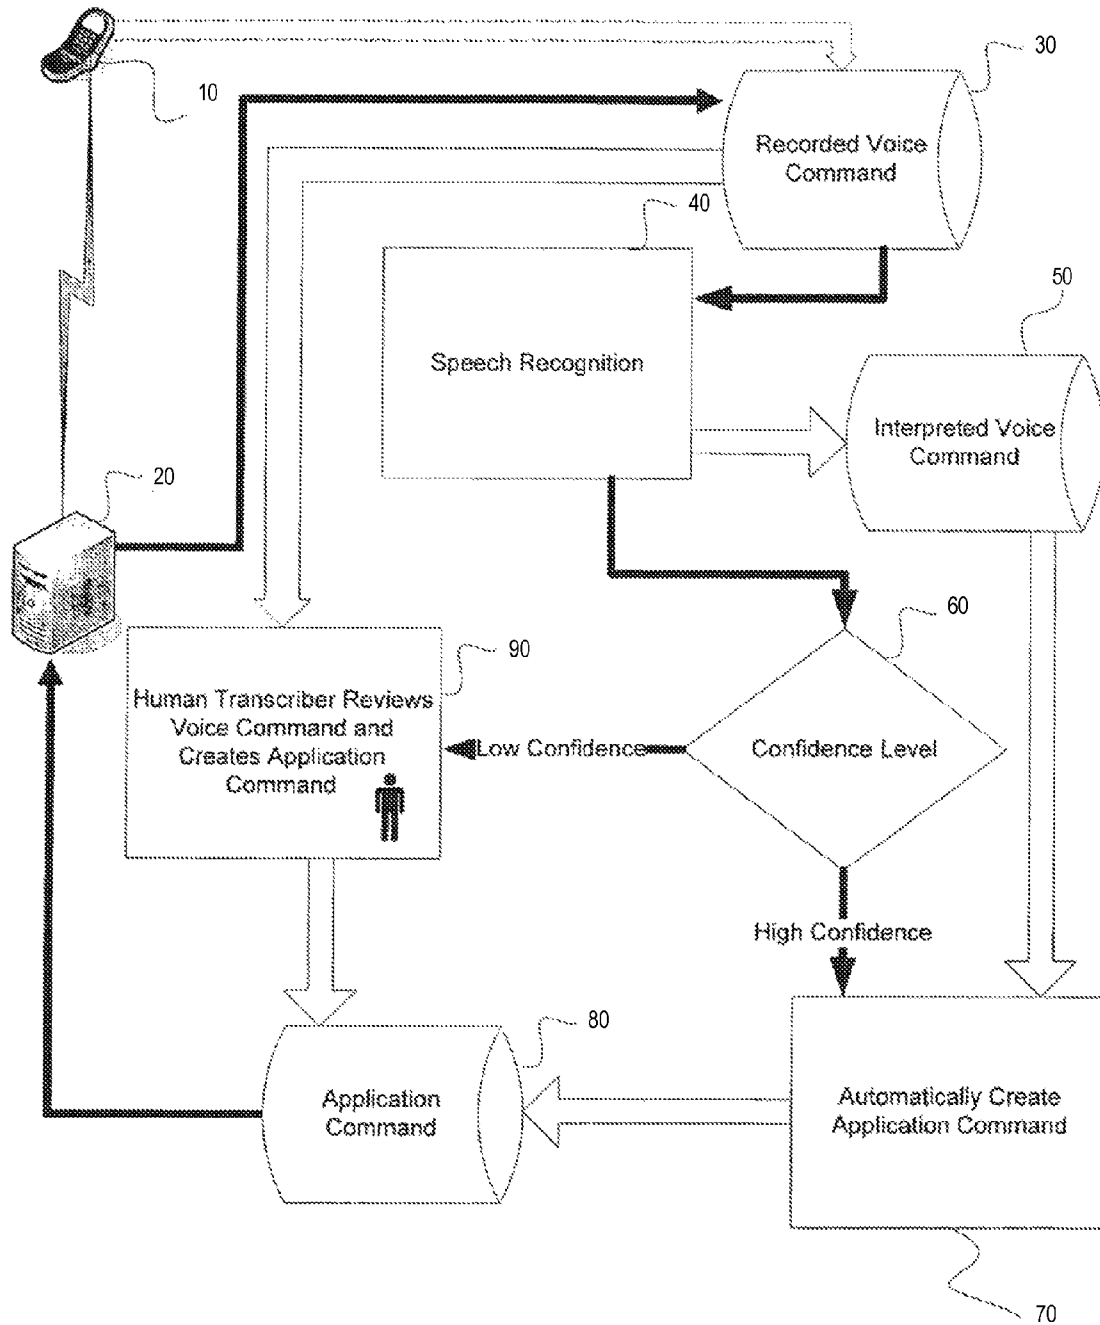 10
30
Recorded Voice
Command
40
50
Speech Recognition
Interpreted Voice
Command
20
60
90
Human Transcriber Reviews
Voice Command and
Creates Application
Command
Low Confidence
Confidence Level
High Confidence
80
Application
Command
Automatically Create
Application Command
70